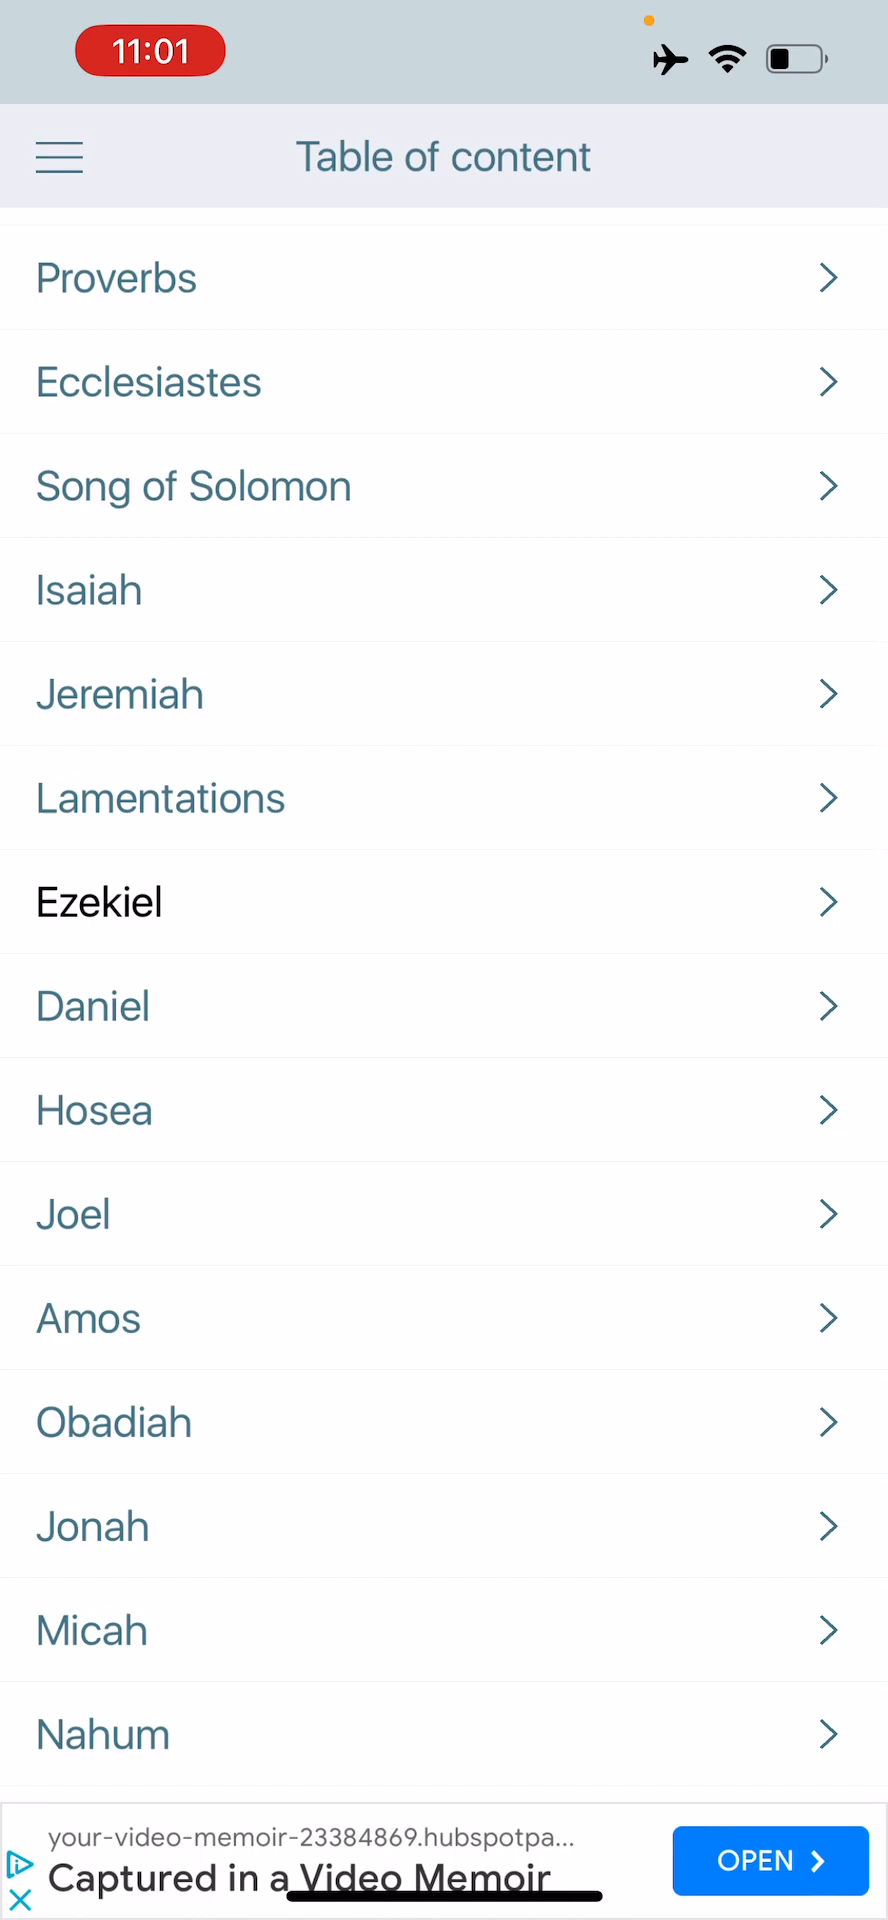 11:01
Table of content
Proverbs
Ecclesiastes
Song of Solomon
Isaiah
Jeremiah
Lamentations
Ezekiel
Daniel
Hosea
Joel
Amos
Obadiah
Jonah
Micah
Nahum
your-video-memoir-23384869.hubspotpa...
Captured in a Video Memoir
OPEN